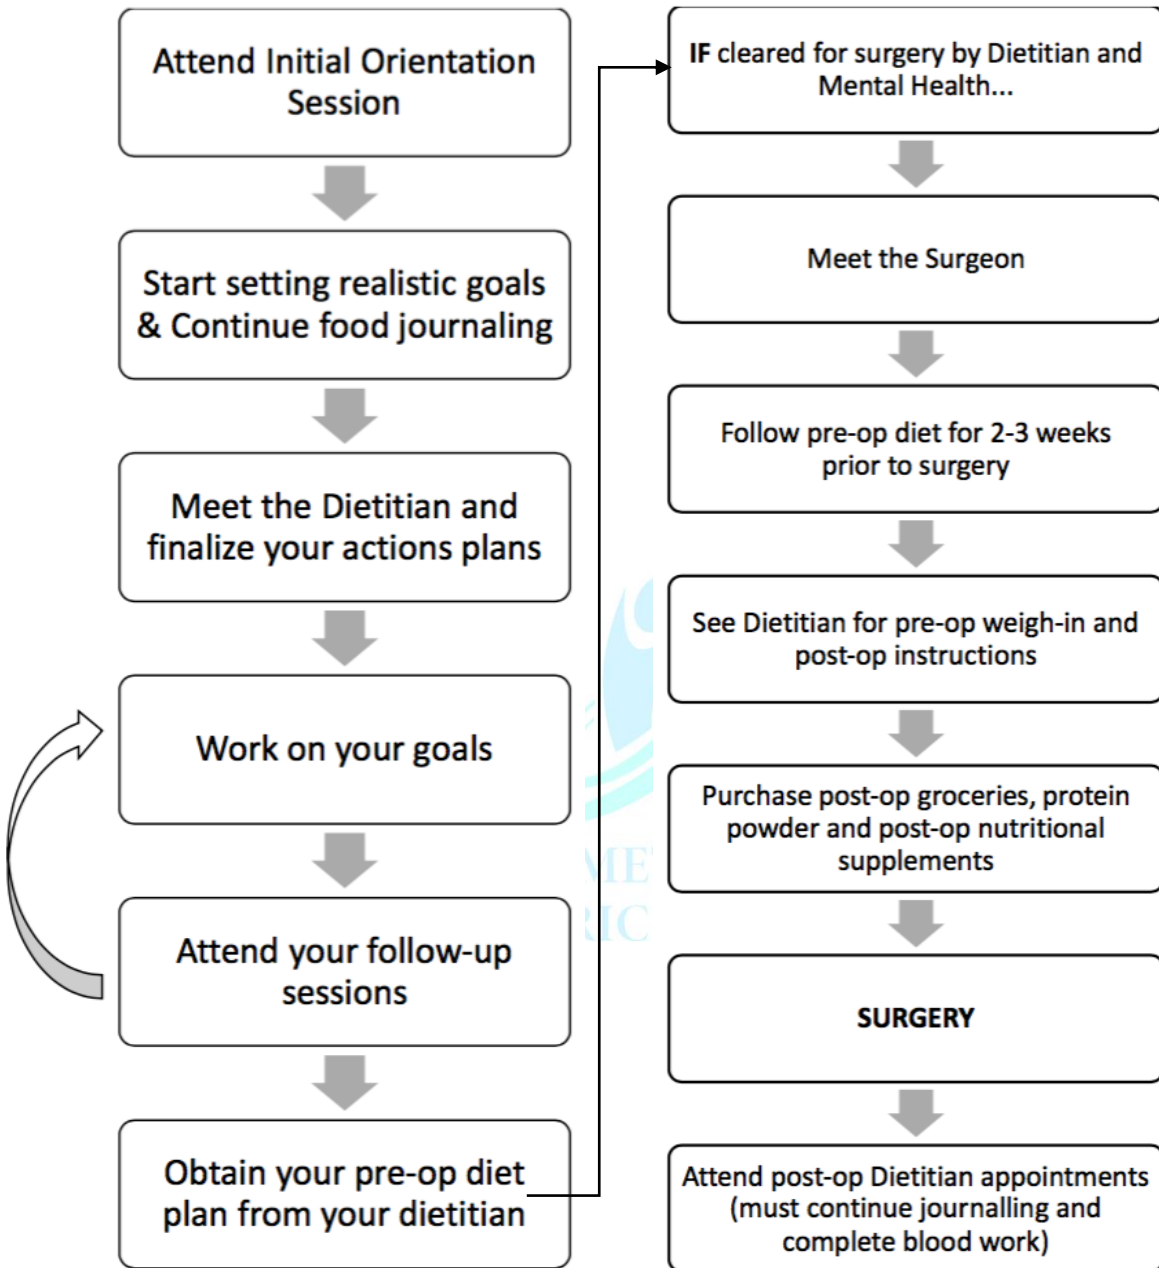 Attend Initial Orientation
Session
Start setting realistic goals
& Continue food journaling
Meet the Dietitian and
finalize your actions plans
Work on your goals
Attend your follow-up
sessions
Obtain your pre-op diet
plan from your dietitian
IF cleared for surgery by Dietitian and
Mental Health...
Meet the Surgeon
Follow pre-op diet for 2-3 weeks
prior to surgery
See Dietitian for pre-op weigh-in and
post-op instructions
Purchase post-op groceries, protein
powder and post-op nutritional
supplements
SURGERY
Attend post-op Dietitian appointments
(must continue journalling and
complete blood work)